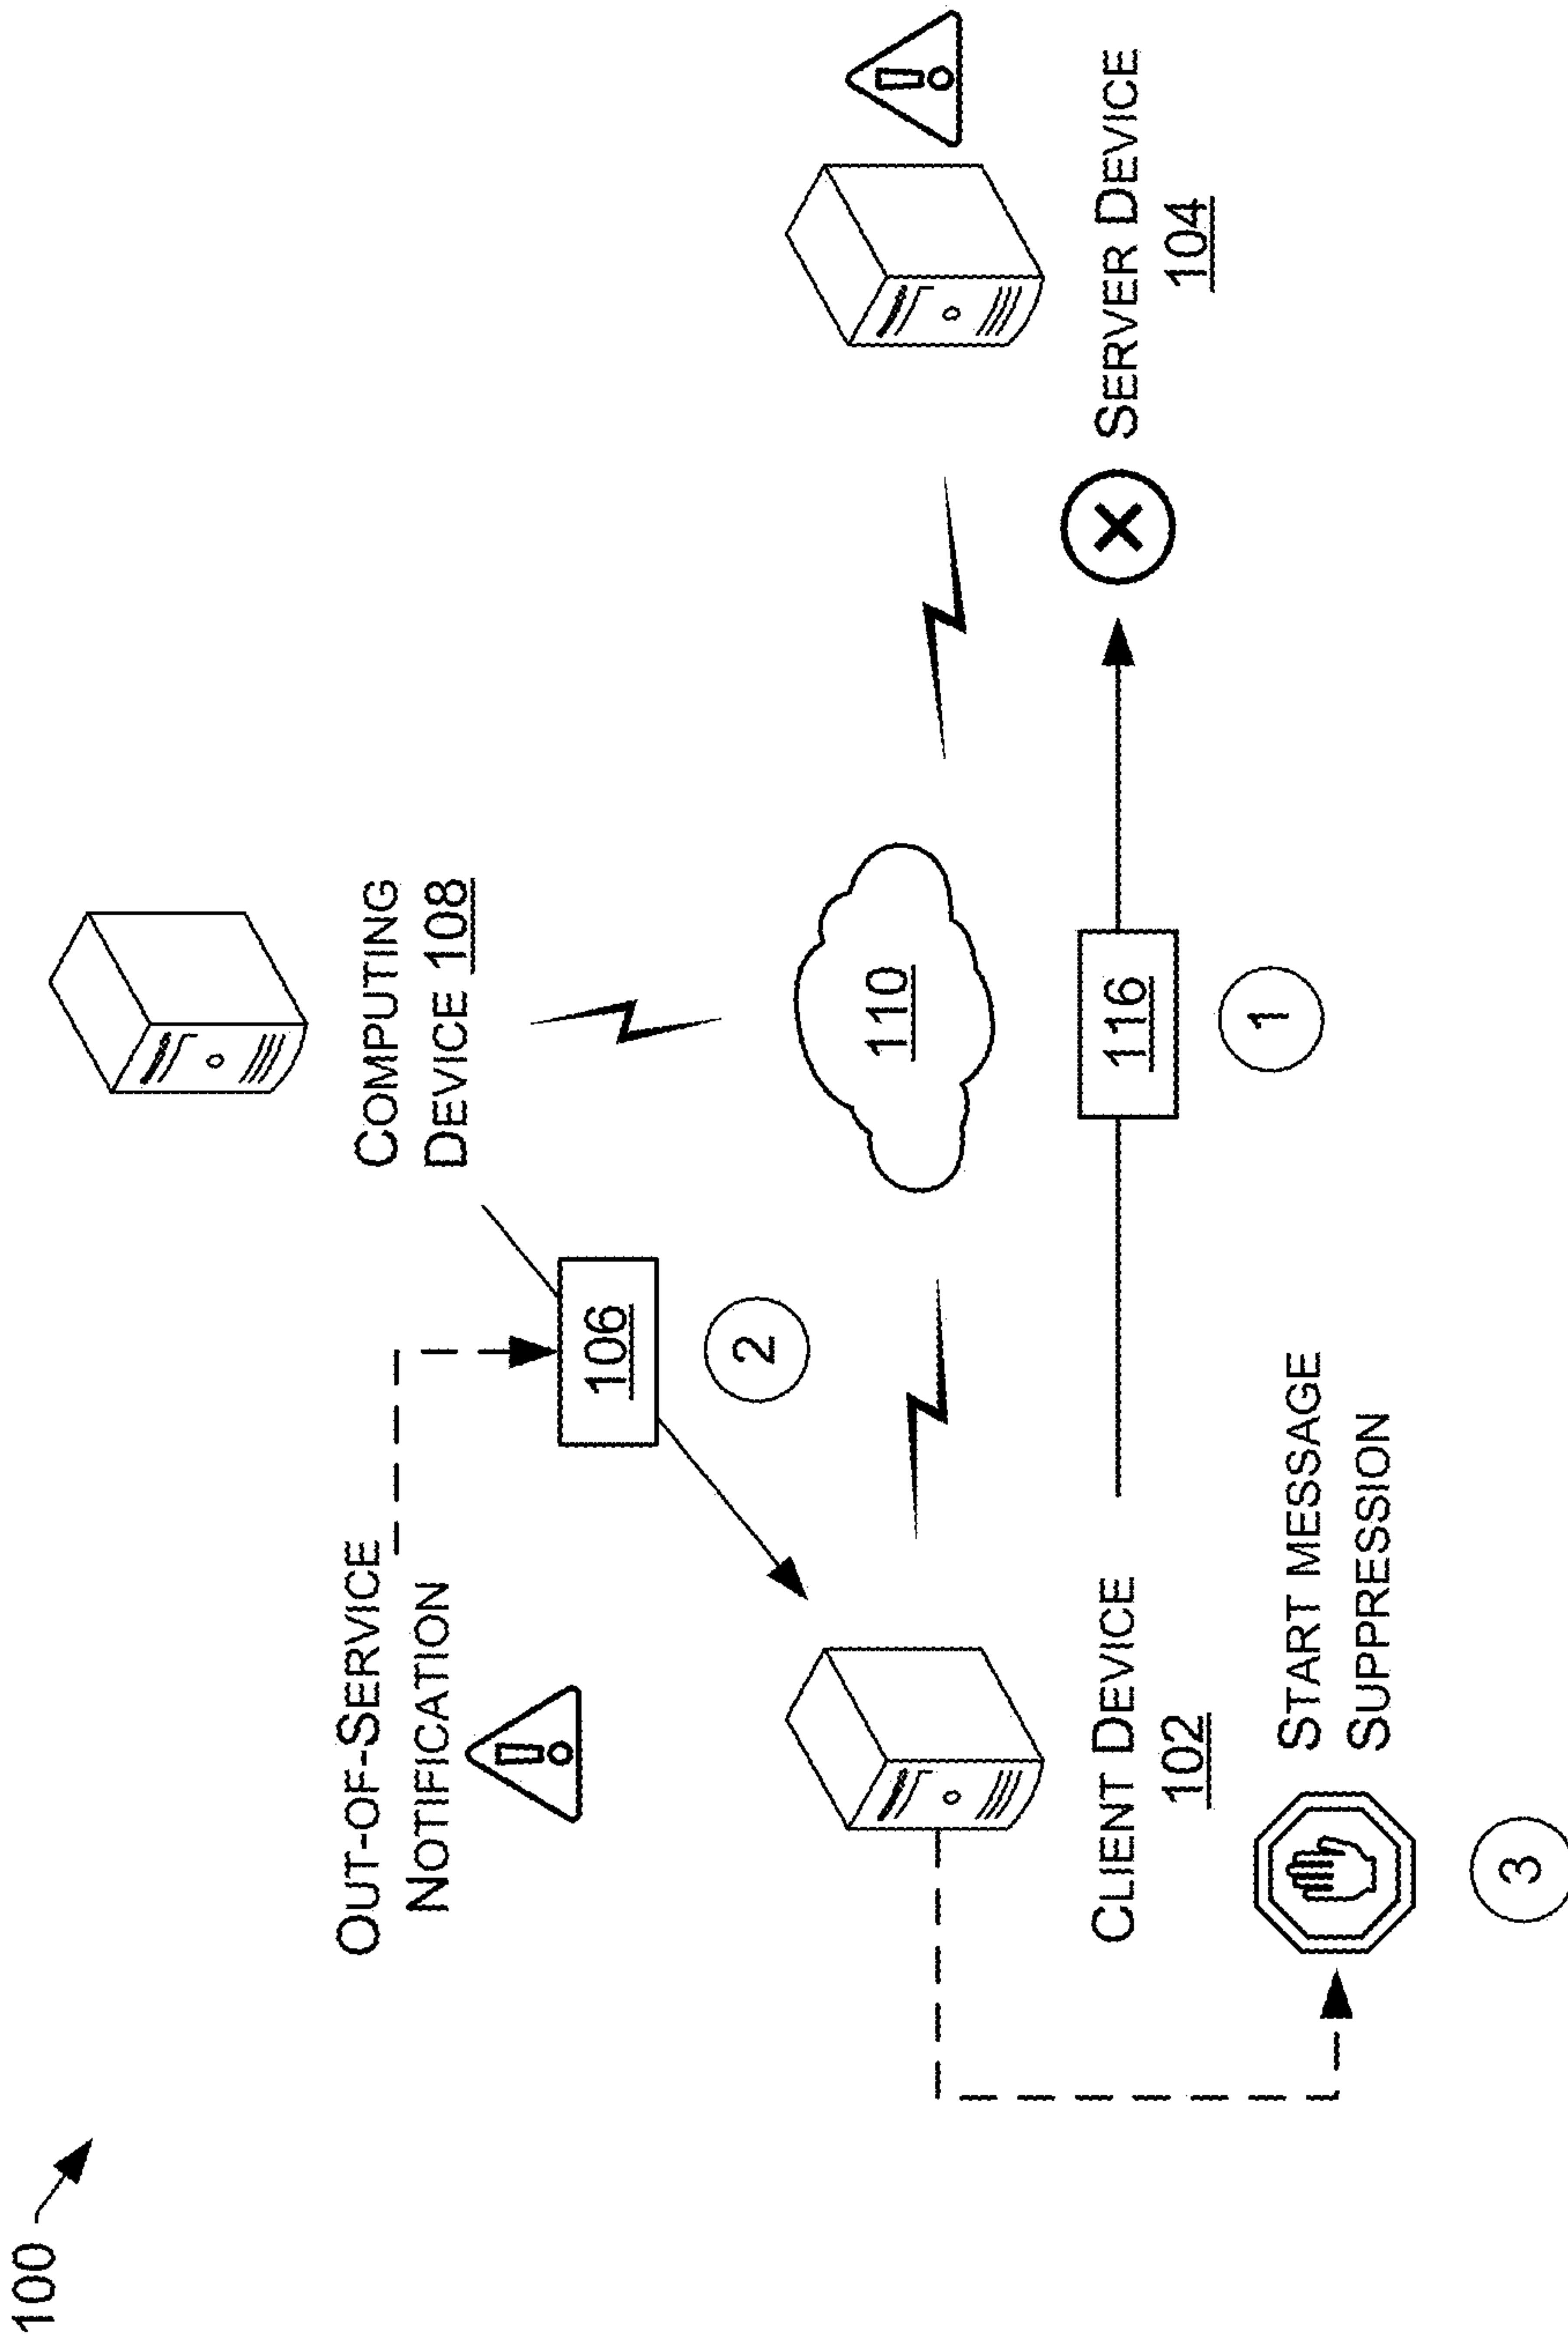 100
COMPUTING
DEVICE 108
OUT-OF-SERVICE
NOTIFICATION
106
2
110
CLIENT DEVICE
102
116
1
SERVER DEVICE
104
START MESSAGE
SUPPRESSION
3